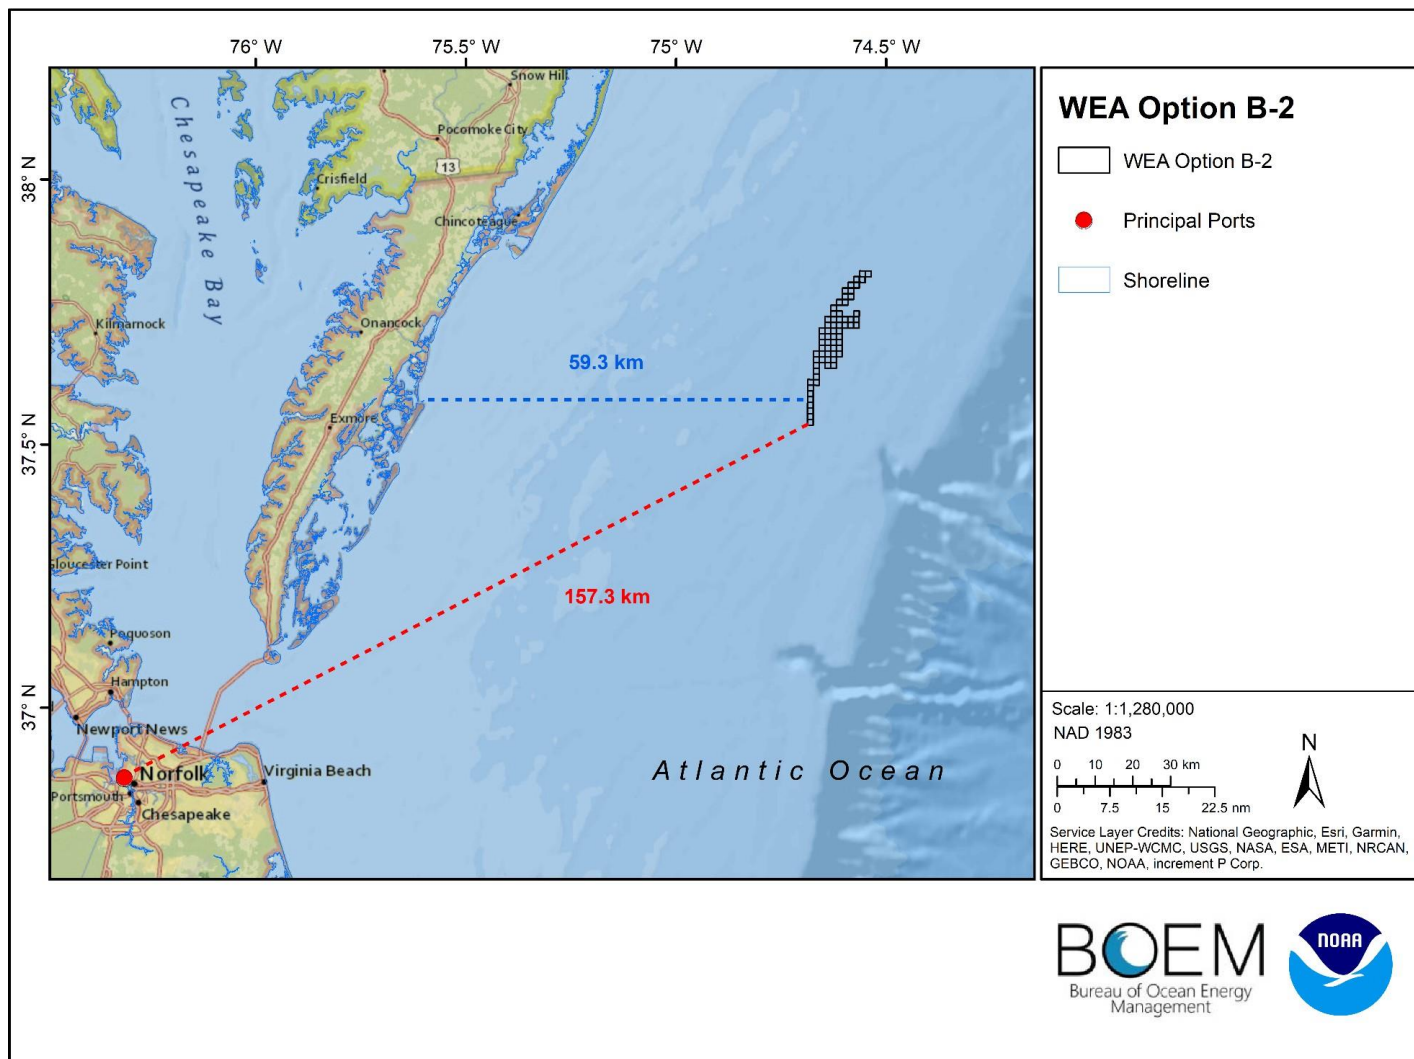 76° W
75.5° W
75° W
74.5° W
38° N
37.5° N
37° N
Chesapeake Bay
Snow Hill
Pocomoke City
13
Crisfield
Chincoteague
Kilmarnock
Onancock
59.3 km
Exmore
157.3 km
Gloucester Point
Poquoson
Hampton
Newport News
Norfolk
Virginia Beach
Portsmouth
Chesapeake
Atlantic Ocean
WEA Option B-2
WEA Option B-2
Principal Ports
Shoreline
Scale: 1:1,280,000
NAD 1983
N
0 10 20 30 km
0 7.5 15 22.5 nm
Service Layer Credits: National Geographic, Esri, Garmin,
HERE, UNEP-WCMC, USGS, NASA, ESA, METI, NRCAN,
GEBCO, NOAA, increment P Corp.
BOEM
Bureau of Ocean Energy
Management
NOAA